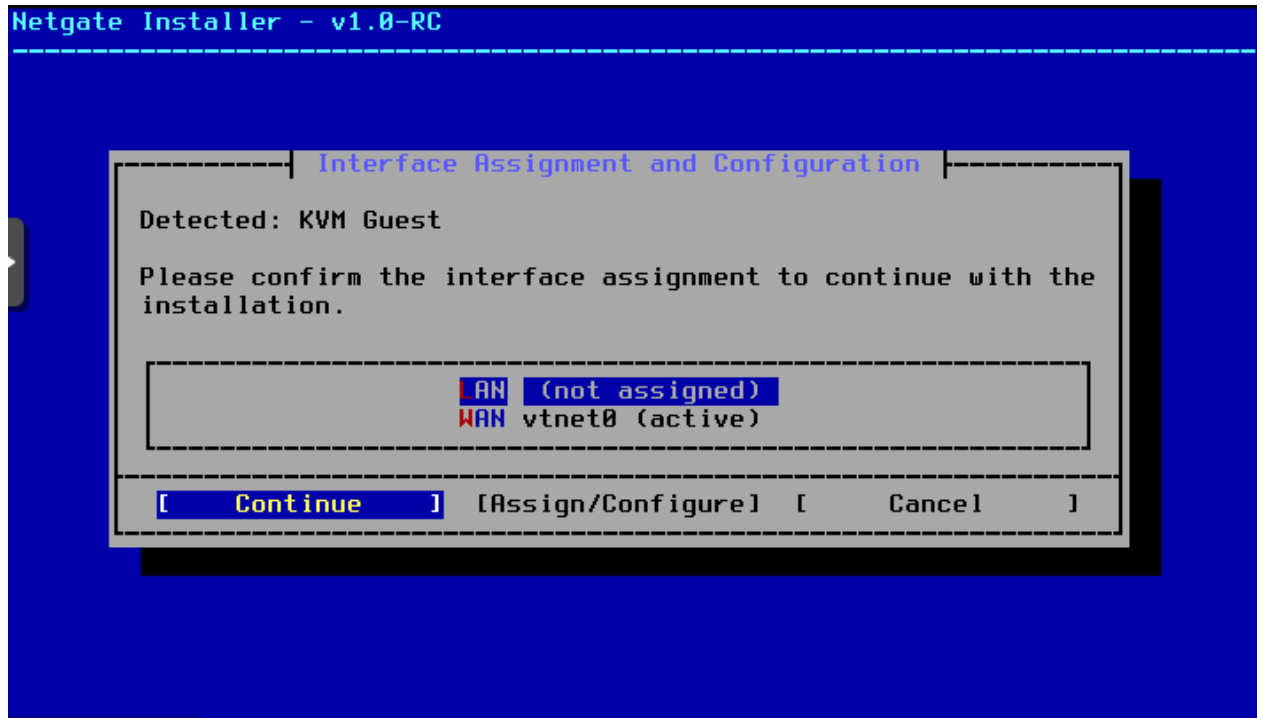 Netgate Installer - v1.0-RC
Interface Assignment and Configuration
Detected: KVM Guest
Please confirm the interface assignment to continue with the
installation.
LAN (not assigned)
WAN vtnet0 (active)
[ Continue ] [Assign/Configure] [ Cancel ]